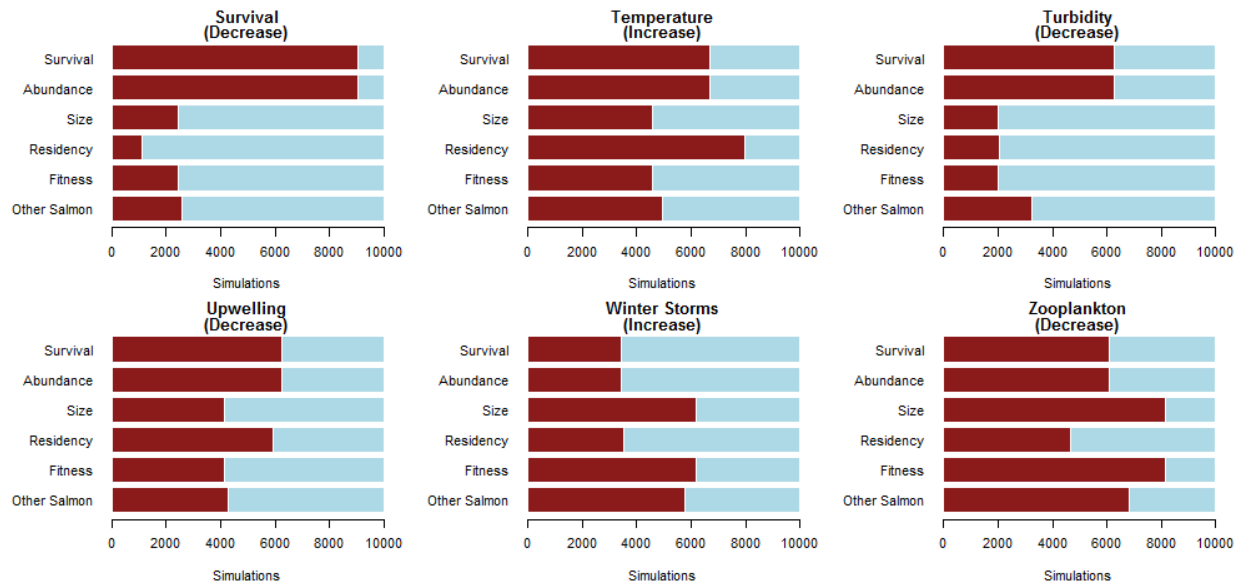 Survival
(Decrease)
Survival
Abundance
Size
Residency
Fitness
Other Salmon
0 2000 4000 6000 8000 10000
Simulations
Temperature
(Increase)
Survival
Abundance
Size
Residency
Fitness
Other Salmon
0 2000 4000 6000 8000 10000
Simulations
Turbidity
(Decrease)
Survival
Abundance
Size
Residency
Fitness
Other Salmon
0 2000 4000 6000 8000 10000
Simulations
Upwelling
(Decrease)
Survival
Abundance
Size
Residency
Fitness
Other Salmon
0 2000 4000 6000 8000 10000
Simulations
Winter Storms
(Increase)
Survival
Abundance
Size
Residency
Fitness
Other Salmon
0 2000 4000 6000 8000 10000
Simulations
Zooplankton
(Decrease)
Survival
Abundance
Size
Residency
Fitness
Other Salmon
0 2000 4000 6000 8000 10000
Simulations